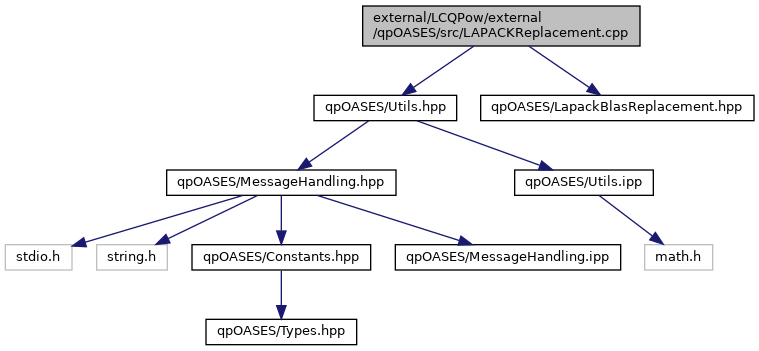 external/LCQPow/external
/qpOASES/src/LAPACKReplacement.cpp
qpOASES/Utils.hpp
qpOASES/LapackBlasReplacement.hpp
qpOASES/MessageHandling.hpp
qpOASES/Utils.ipp
stdio.h
string.h
qpOASES/Constants.hpp
qpOASES/MessageHandling.ipp
math.h
qpOASES/Types.hpp